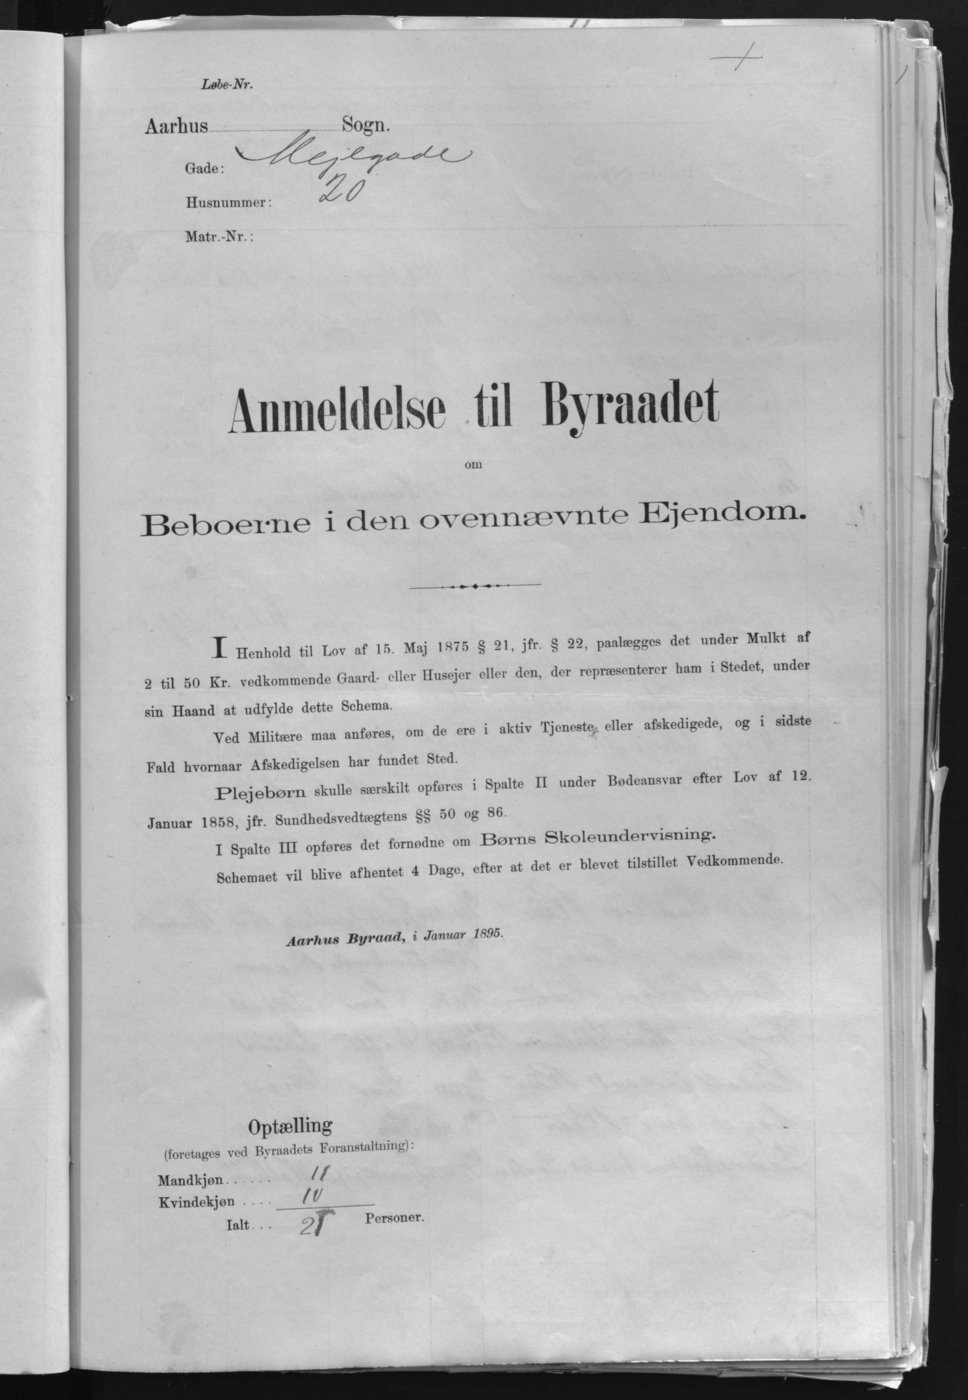 Løbe-Nr.
Aarhus Sogn.
Gade: Mejlgade
Husnummer: 20
Matr.-Nr.:
Anmeldelse til Byraadet
om
Beboerne i den ovennævnte Ejendom.
I Henhold til Lov af 15. Maj 1875 § 21, jfr. § 22, paalægges det under Mulkt af
2 til 50 Kr. vedkommende Gaard- eller Husejer eller den, der repræsenterer ham i Stedet, under
sin Haand at udfylde dette Schema.
Ved Militære maa anføres, om de ere i aktiv Tjeneste eller afskedigede, og i sidste
Fald hvornaar Afskedigelsen har fundet Sted.
Plejebørn skulle særskilt opføres i Spalte II under Bødeansvar efter Lov af 12.
Januar 1858, jfr. Sundhedsvedtægtens §§ 50 og 86.
I Spalte III opføres det fornødne om Børns Skoleundervisning.
Schemaet vil blive afhentet 4 Dage, efter at det er blevet tilstillet Vedkommende.
Aarhus Byraad, i Januar 1895.
Optælling
(foretages ved Byraadets Foranstaltning):
Mandkjøn...... 11
Kvindekjøn ....
Ialt... Personer.